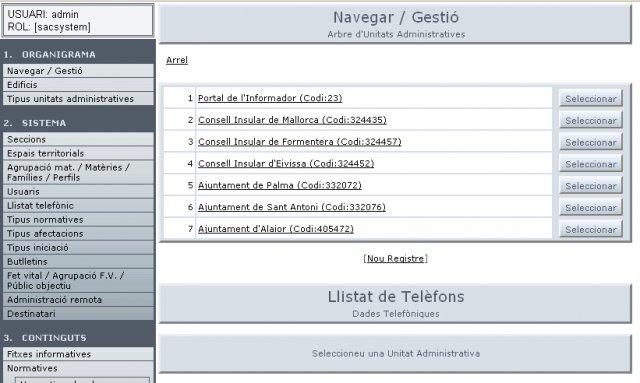 USUARI: admin
ROL: [sacsystem]
1. ORGANIGRAMA
Navegar / Gestió
Edificis
Tipus unitats administratives
2. SISTEMA
Seccions
Espais territorials
Agrupació mat. / Matèries /
Famílies / Perfils
Usuaris
Llistat telefònic
Tipus normatives
Tipus afectacions
Tipus iniciació
Butlletins
Fet vital / Agrupació F.V. /
Públic objectiu
Administració remota
Destinatari
3. CONTINGUTS
Fitxes informatives
Normatives
Navegar / Gestió
Arbre d'Unitats Administratives
Arrel
1 Portal de l'Informador (Codi:23) Seleccionar
2 Consell Insular de Mallorca (Codi:324435) Seleccionar
3 Consell Insular de Formentera (Codi:324457) Seleccionar
4 Consell Insular d'Eivissa (Codi:324452) Seleccionar
5 Ajuntament de Palma (Codi:332072) Seleccionar
6 Ajuntament de Sant Antoni (Codi:332076) Seleccionar
7 Ajuntament d'Alaior (Codi:405472) Seleccionar
[Nou Registre]
Llistat de Telèfons
Dades Telefòniques
Seleccioneu una Unitat Administrativa